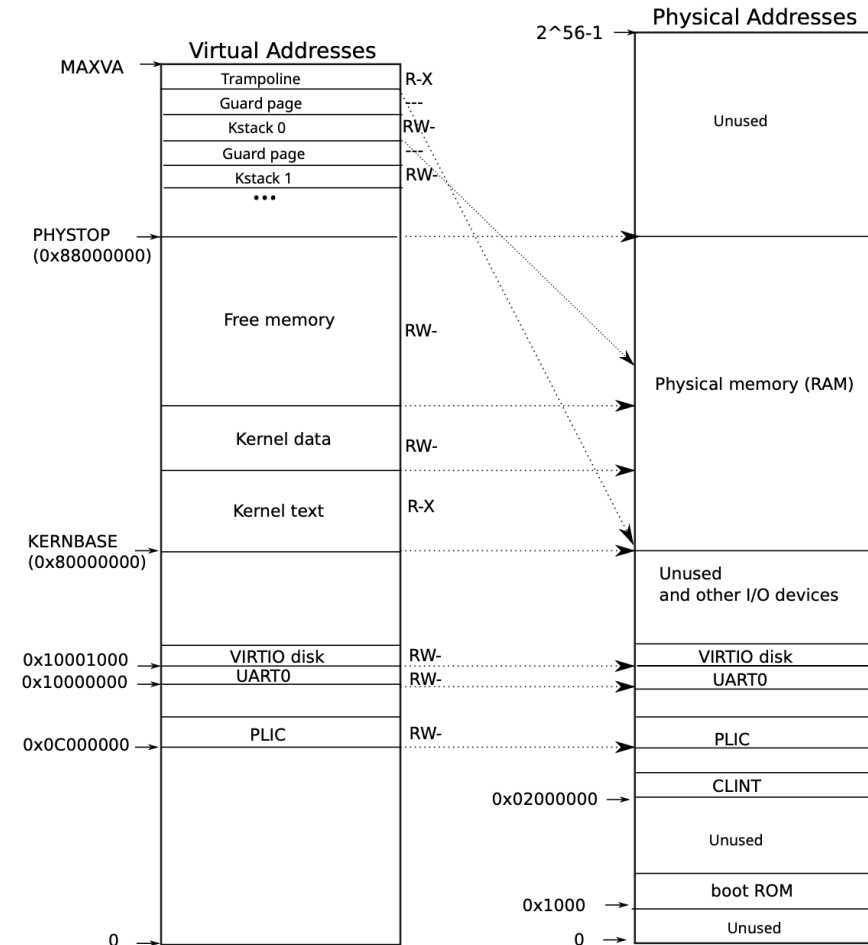 Physical Addresses
2^56-1
Virtual Addresses
MAXVA
Trampoline
R-X
Guard page
---
Kstack 0
RW-
Unused
Guard page
---
Kstack 1
RW-
•••
PHYSTOP
(0x88000000)
Free memory
RW-
Physical memory (RAM)
Kernel data
RW-
Kernel text
R-X
KERNBASE
(0x80000000)
Unused
and other I/O devices
0x10001000
VIRTIO disk
RW-
VIRTIO disk
0x10000000
UART0
RW-
UART0
0x0C000000
PLIC
RW-
PLIC
CLINT
0x02000000
Unused
boot ROM
0x1000
Unused
0
0